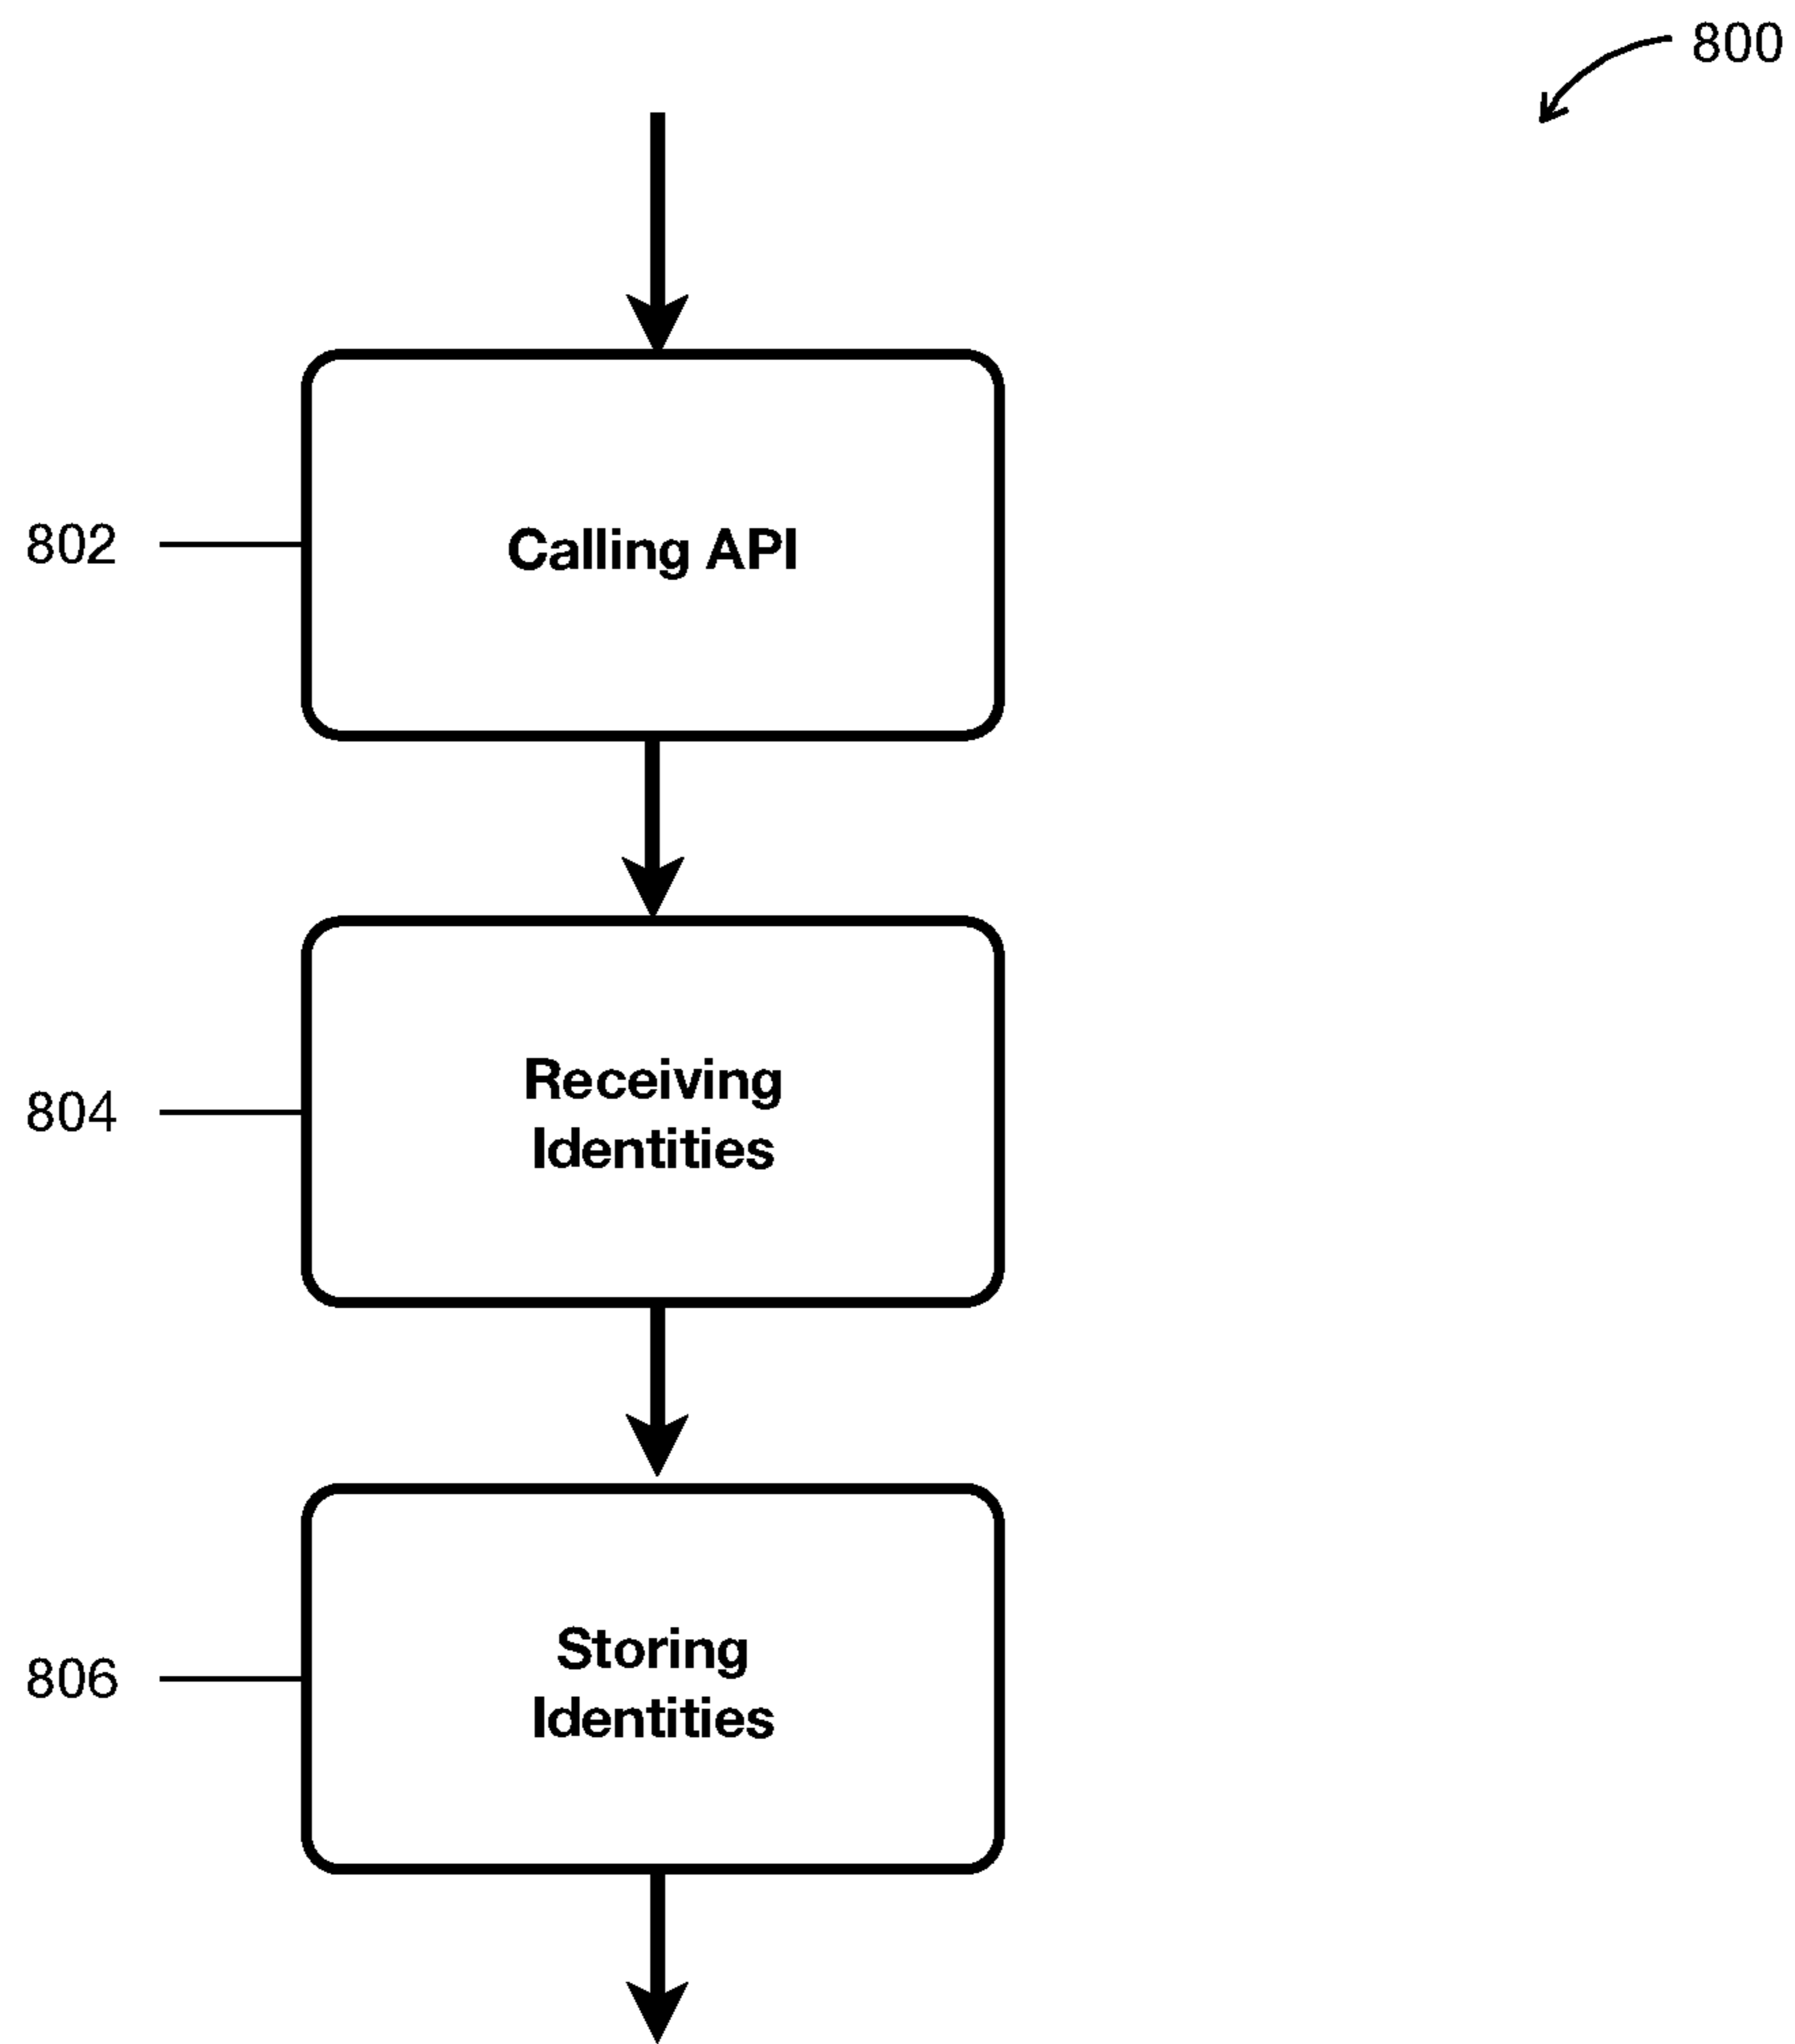 800
802
Calling API
804
Receiving
Identities
806
Storing
Identities